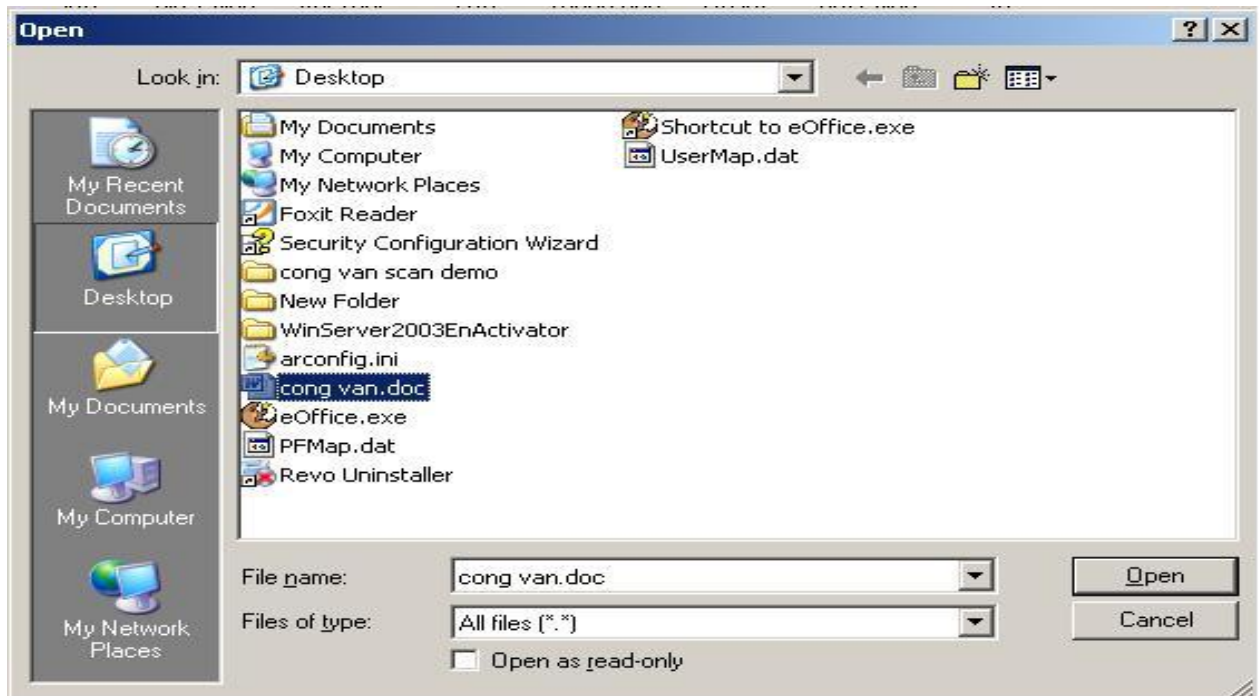 Open
Look in: Desktop
My Recent
Documents
Desktop
My Documents
My Computer
My Network
Places
My Documents
My Computer
My Network Places
Foxit Reader
Security Configuration Wizard
cong van scan demo
New Folder
WinServer2003EnActivator
arconfig.ini
cong van.doc
eOffice.exe
PFMap.dat
Revo Uninstaller
Shortcut to eOffice.exe
UserMap.dat
File name: cong van.doc
Open
Files of type: All files (*.*)
Cancel
Open as read-only